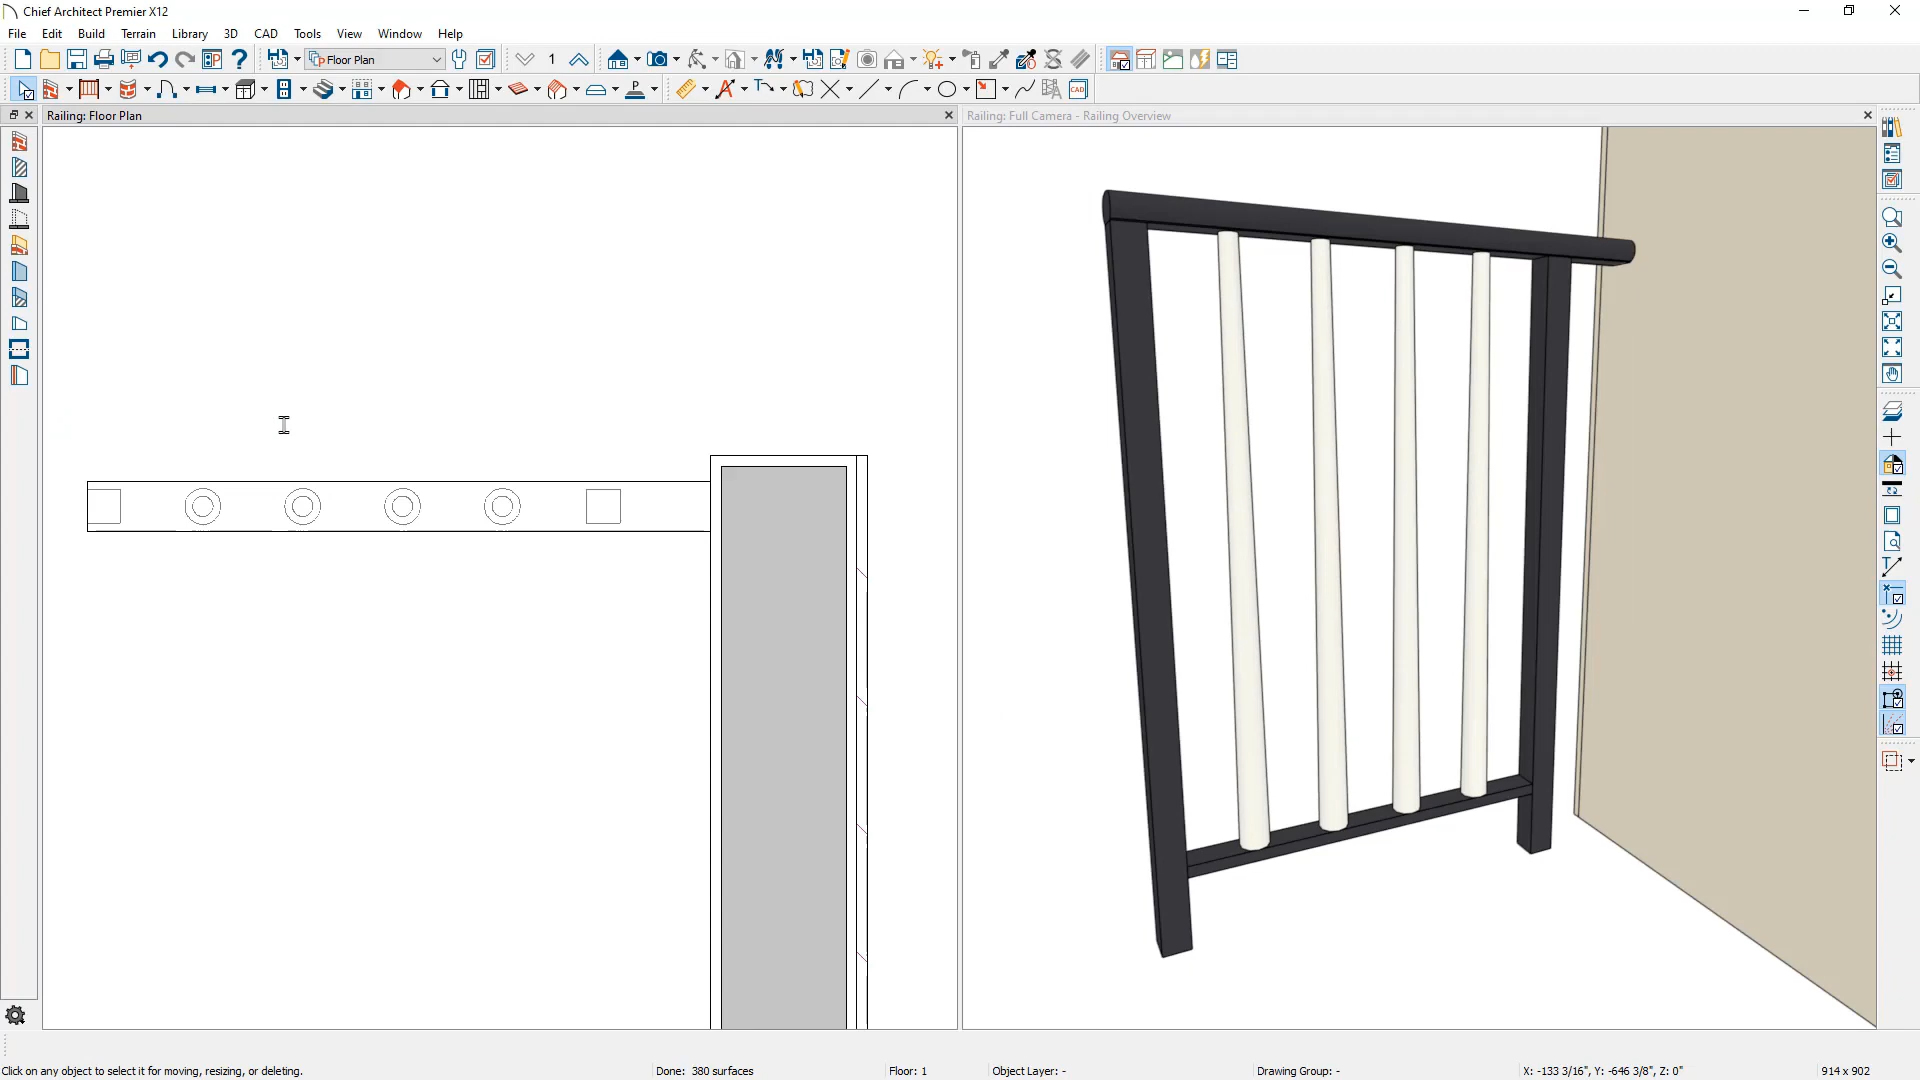 Chief Architect Premier X12
File Edit Build Terrain Library 3D CAD Tools View Window Help
Floor Plan
1
CAD
Railing: Floor Plan
Railing: Full Camera - Railing Overview
Click on any object to select it for moving, resizing, or deleting. Done: 380 surfaces Floor: 1 Object Layer: - Drawing Group: - X: -133 3/16", Y: -646 3/8", Z: 0" 914 x 902